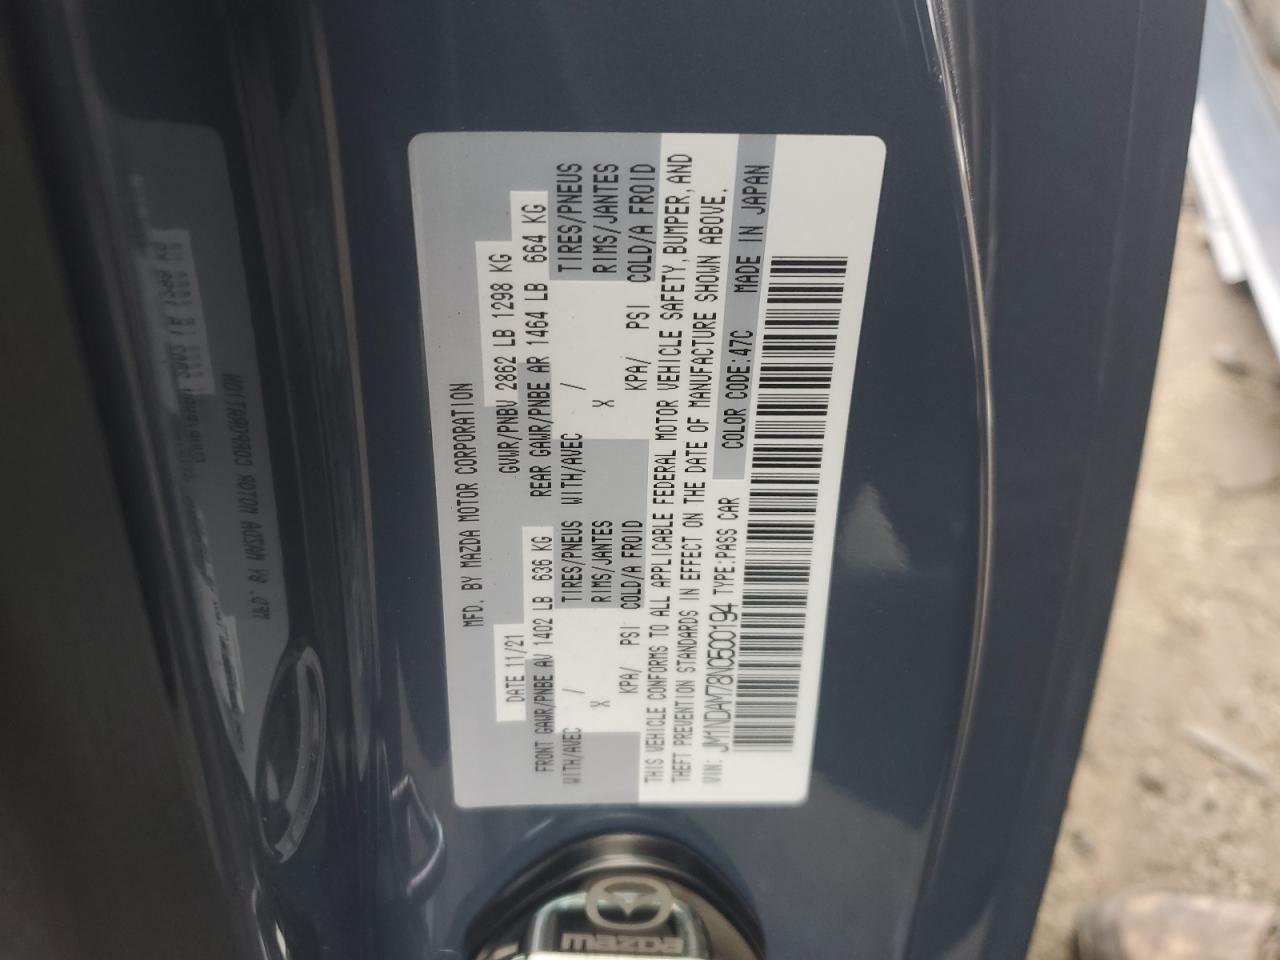 MFD. BY MAZDA MOTOR CORPORATION
DATE 11/21 GVWR/PNBV 2862 LB 1298 KG
FRONT GAWR/PNBE AV 1402 LB 636 KG REAR GAWR/PNBE AR 1464 LB 664 KG
WITH/AVEC / TIRES/PNEUS WITH/AVEC / TIRES/PNEUS
X RIMS/JANTES X RIMS/JANTES
KPA/ PSI COLD/A FROID KPA/ PSI COLD/A FROID
THIS VEHICLE CONFORMS TO ALL APPLICABLE FEDERAL MOTOR VEHICLE SAFETY, BUMPER, AND
THEFT PREVENTION STANDARDS IN EFFECT ON THE DATE OF MANUFACTURE SHOWN ABOVE.
VIN: JM1NDAM78N0500194 TYPE:PASS CAR COLOR CODE:47C MADE IN JAPAN
mazda